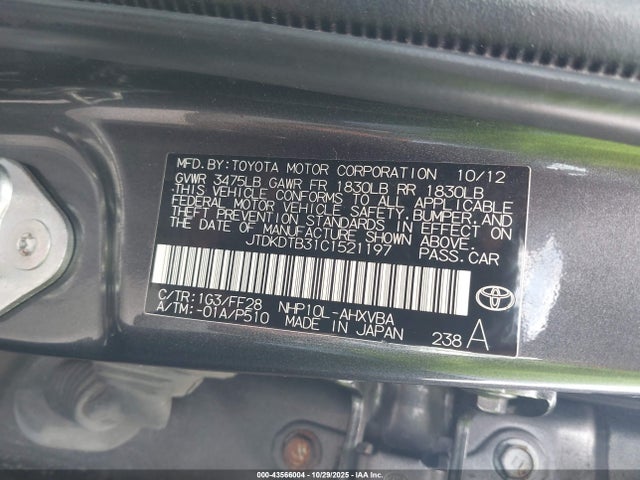 MFD.BY:TOYOTA MOTOR CORPORATION 10/12
GVWR 3475LB GAWR FR 1830LB RR 1830LB
THIS VEHICLE CONFORMS TO ALL APPLICABLE
FEDERAL MOTOR VEHICLE SAFETY, BUMPER, AND
THEFT PREVENTION STANDARDS IN EFFECT ON
THE DATE OF MANUFACTURE SHOWN ABOVE.
JTDKDTB31C1521197 PASS.CAR
C/TR:1G3/FF28 NHP10L-AHXVBA
A/TM:-01A/P510 MADE IN JAPAN 238 A
TOYOTA
000-43566004 | 10/29/2025 - IAA Corp.